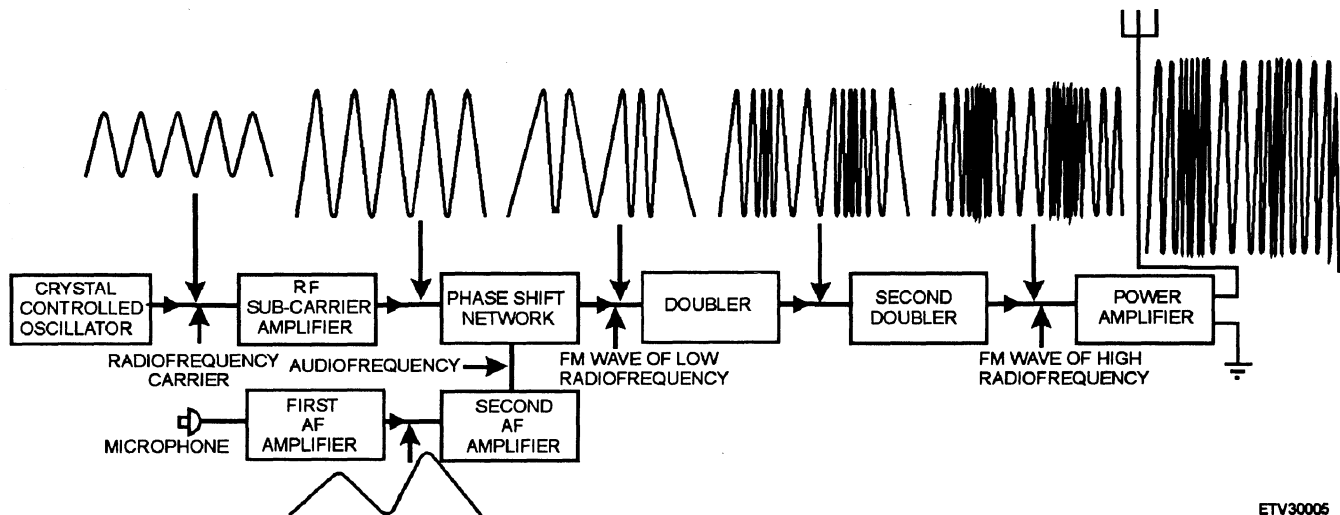 CRYSTAL
CONTROLLED
OSCILLATOR
RF
SUB-CARRIER
AMPLIFIER
PHASE SHIFT
NETWORK
DOUBLER
SECOND
DOUBLER
POWER
AMPLIFIER
RADIOFREQUENCY
CARRIER
AUDIOFREQUENCY
FM WAVE OF LOW
RADIOFREQUENCY
FM WAVE OF HIGH
RADIOFREQUENCY
MICROPHONE
FIRST
AF
AMPLIFIER
SECOND
AF
AMPLIFIER
ETV30005